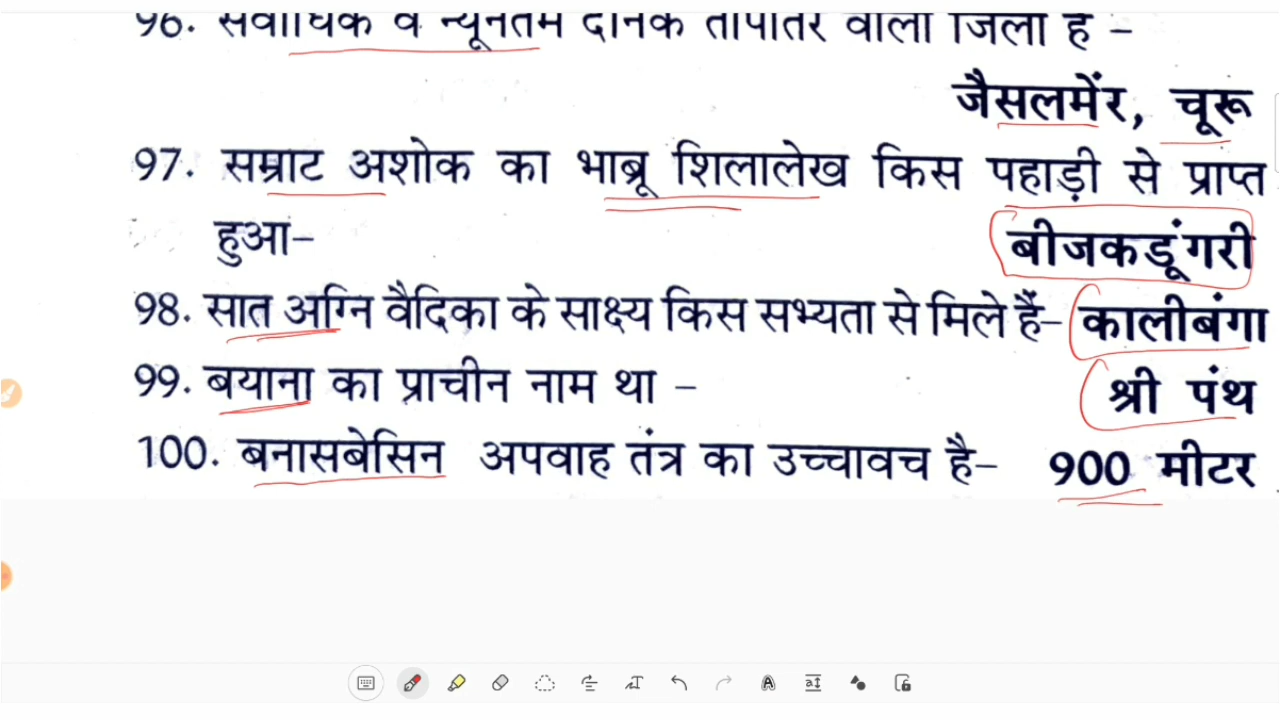 96. सर्वाधिक व न्यूनतम दैनिक तापांतर वाला जिला है –
जैसलमेंर, चूरू
97. सम्राट अशोक का भाब्रू शिलालेख किस पहाड़ी से प्राप्त
हुआ– बीजकडूंगरी
98. सात अग्नि वैदिका के साक्ष्य किस सभ्यता से मिले हैं– कालीबंगा
99. बयाना का प्राचीन नाम था – श्री पंथ
100. बनासबेसिन अपवाह तंत्र का उच्चावच है– 900 मीटर